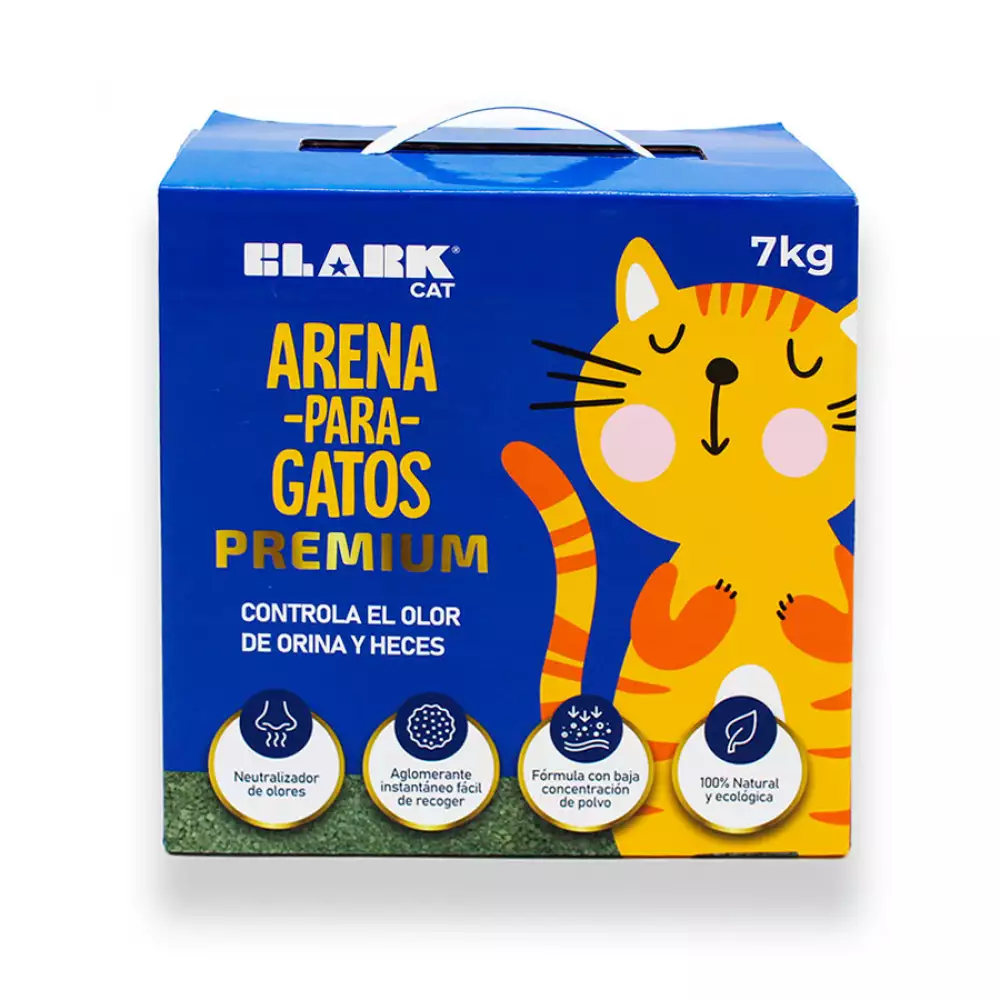 CLARK®
CAT
7kg
ARENA
-PARA-
GATOS
PREMIUM
CONTROLA EL OLOR
DE ORINA Y HECES
Neutralizador
de olores
Aglomerante
instantáneo fácil
de recoger
Fórmula con baja
concentración
de polvo
100% Natural
y ecológica